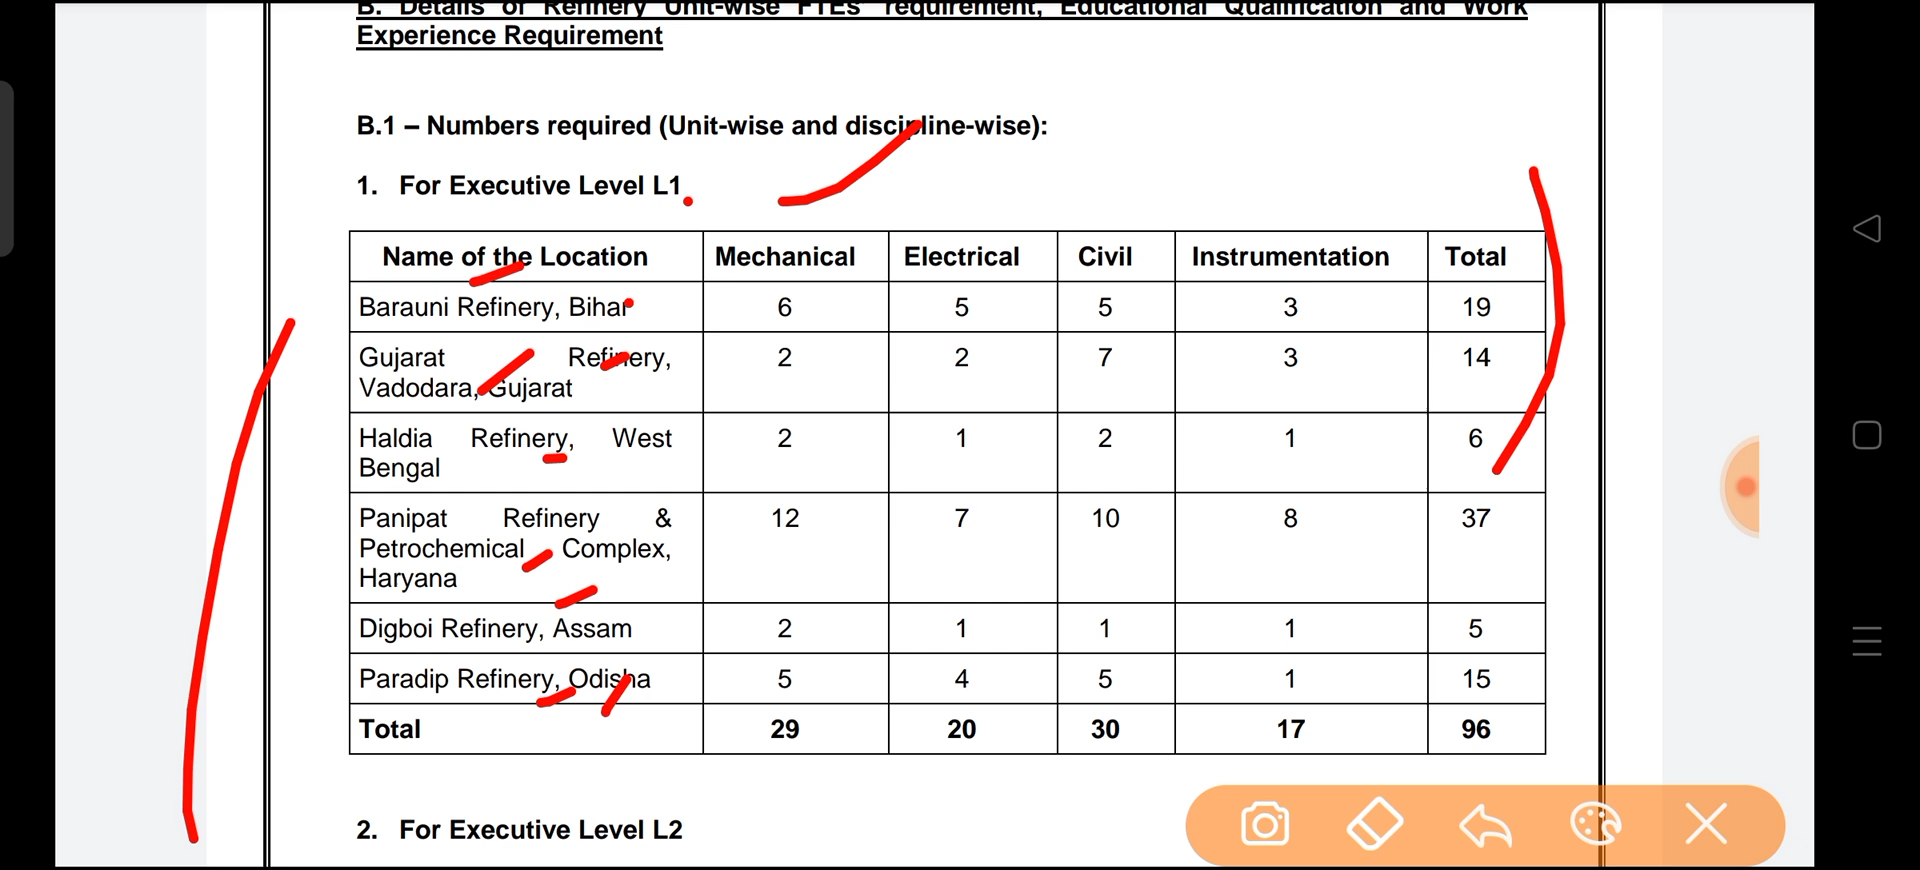 B. Details of Refinery Unit-wise FTEs requirement, Educational Qualification and Work
Experience Requirement
B.1 – Numbers required (Unit-wise and discipline-wise):
1. For Executive Level L1
Name of the Location Mechanical Electrical Civil Instrumentation Total
Barauni Refinery, Bihar 6 5 5 3 19
Gujarat Refinery, 2 2 7 3 14
Vadodara, Gujarat
Haldia Refinery, West 2 1 2 1 6
Bengal
Panipat Refinery & 12 7 10 8 37
Petrochemical Complex,
Haryana
Digboi Refinery, Assam 2 1 1 1 5
Paradip Refinery, Odisha 5 4 5 1 15
Total 29 20 30 17 96
2. For Executive Level L2